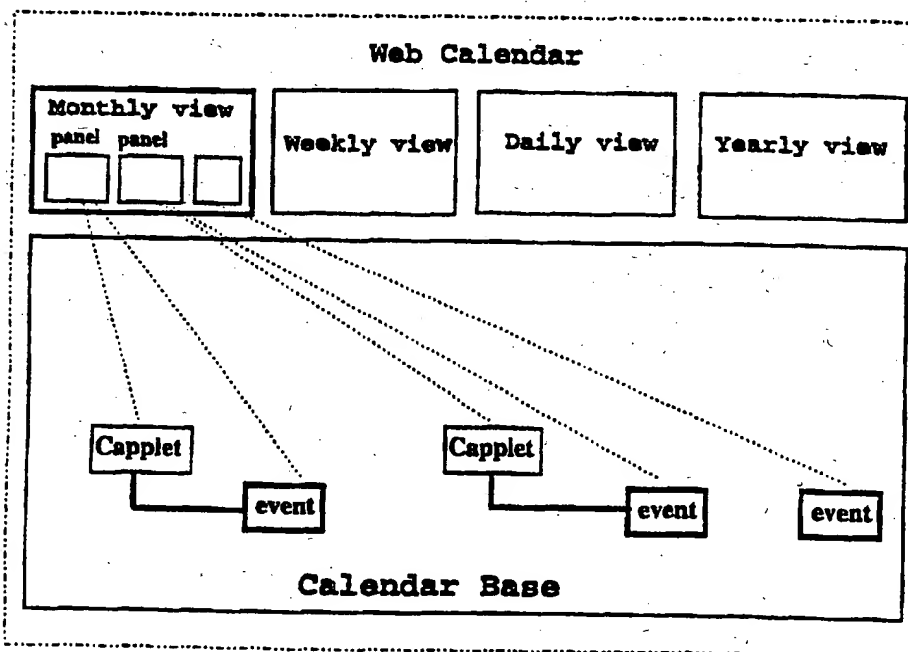 Web Calendar
Monthly view
panel panel
Weekly view
Daily view
Yearly view
Capplet
Capplet
event
event
event
Calendar Base